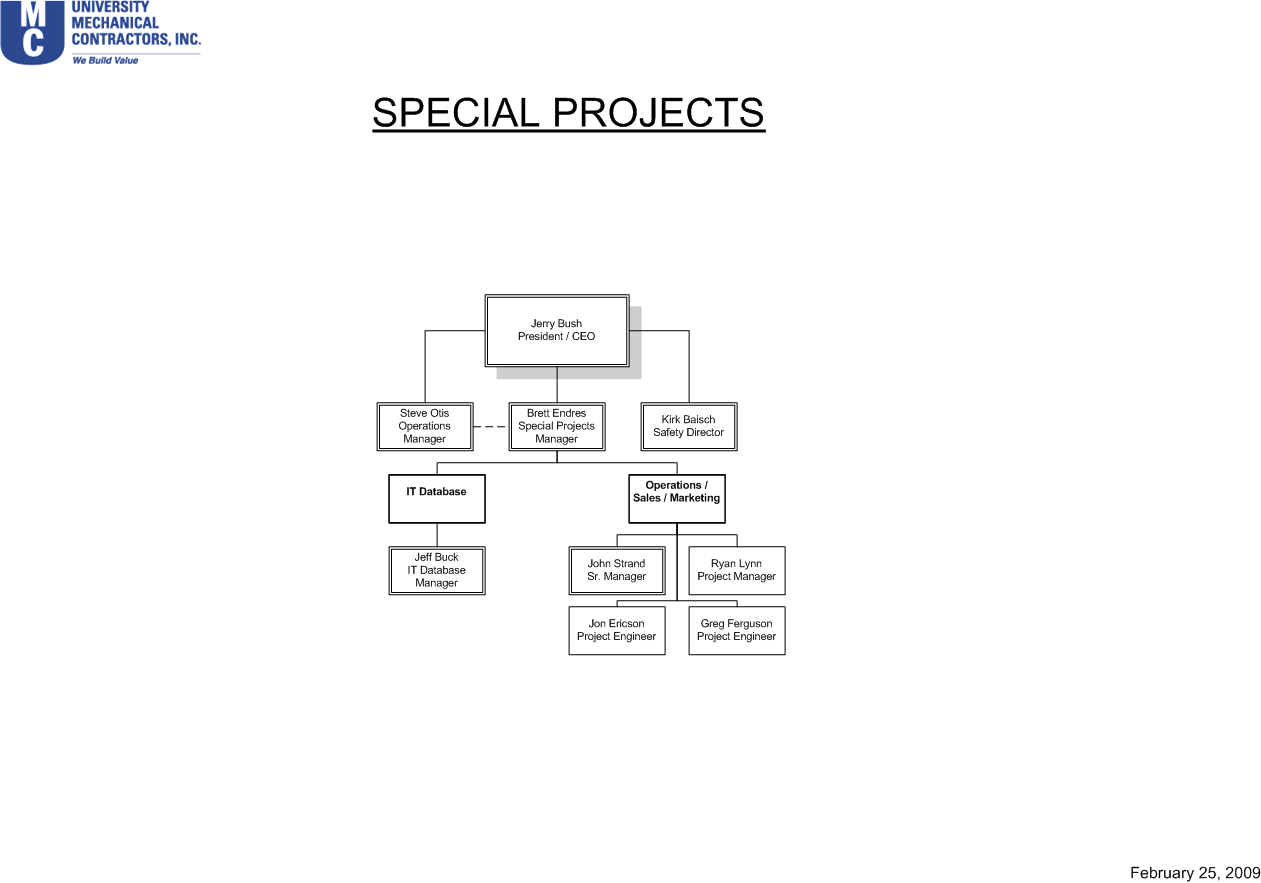 M
C
UNIVERSITY
MECHANICAL
CONTRACTORS, INC.
We Build Value
SPECIAL PROJECTS
Jerry Bush
President / CEO
Steve Otis
Operations
Manager
Brett Endres
Special Projects
Manager
Kirk Baisch
Safety Director
IT Database
Operations /
Sales / Marketing
Jeff Buck
IT Database
Manager
John Strand
Sr. Manager
Ryan Lynn
Project Manager
Jon Ericson
Project Engineer
Greg Ferguson
Project Engineer
February 25, 2009